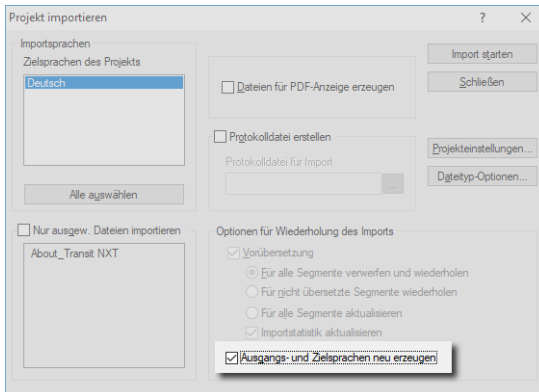 Projekt importieren
Importsprachen
Zielsprachen des Projekts
Deutsch
Alle auswählen
Dateien für PDF-Anzeige erzeugen
Protokolldatei erstellen
Protokolldatei für Import
...
Import starten
Schließen
Projekteinstellungen...
Dateityp-Optionen...
Nur ausgew. Dateien importieren
About_Transit NXT
Optionen für Wiederholung des Imports
Vorübersetzung
Für alle Segmente verwerfen und wiederholen
Für nicht übersetzte Segmente wiederholen
Für alle Segmente aktualisieren
Importstatistik aktualisieren
Ausgangs- und Zielsprachen neu erzeugen